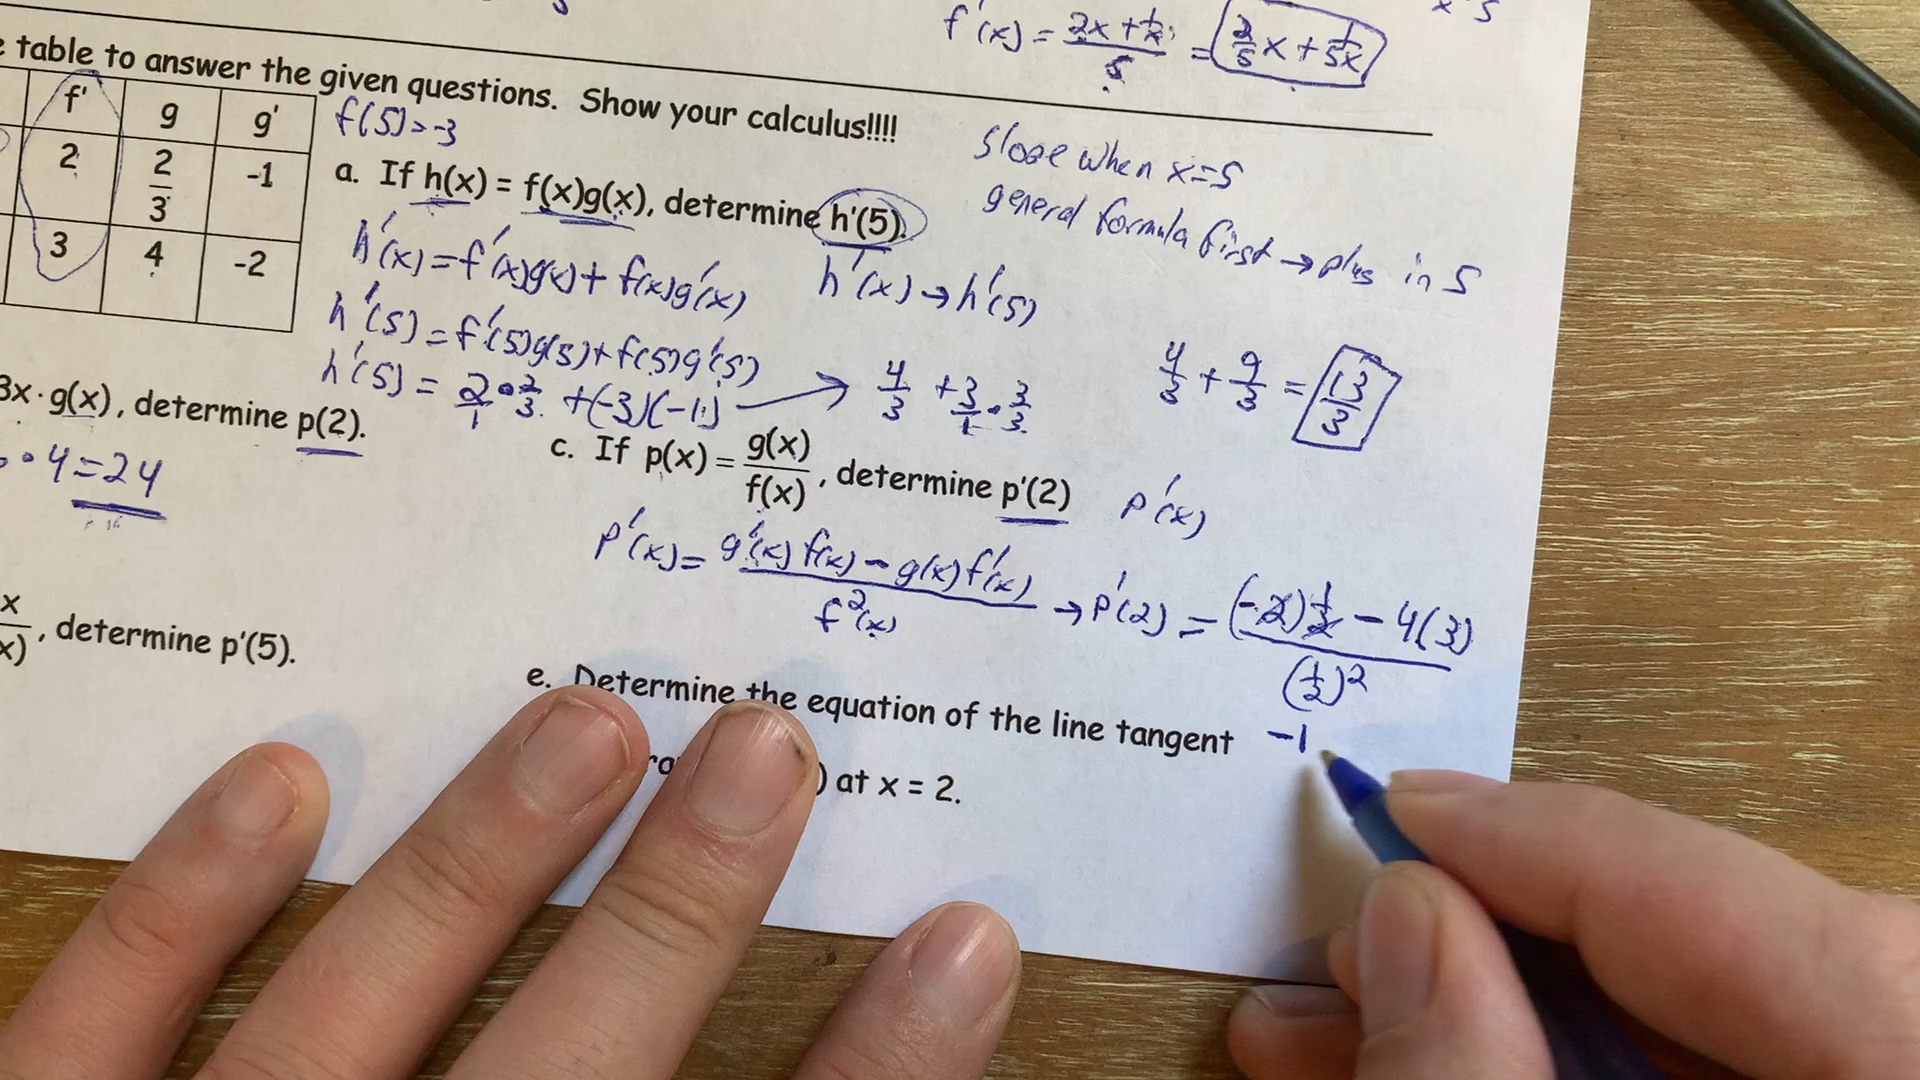 f'(x) = 2x + 1/x / 5 = 2/5 x + 1/5x
x 5
table to answer the given questions. Show your calculus!!!!
f' g g'
2 2/3 -1
3 4 -2
f(5) = -3
a. If h(x) = f(x)g(x), determine h'(5).
slope when x=5
general formula first → plug in 5
h'(x) = f'(x)g(x) + f(x)g'(x) h'(x) → h'(5)
h'(5) = f'(5)g(5) + f(5)g'(5)
h'(5) = 2/1 • 2/3 + (-3)(-1) → 4/3 + 3/1 • 3/3 4/3 + 9/3 = 13/3
3x · g(x), determine p(2).
• 4 = 24
c. If p(x) = g(x)/f(x), determine p'(2) p'(x)
p'(x) = g'(x) f(x) - g(x) f'(x) / f²(x) → p'(2) = (-2) 1/2 - 4(3) / (1/2)²
x
x) , determine p'(5).
e. Determine the equation of the line tangent
) at x = 2.
-1